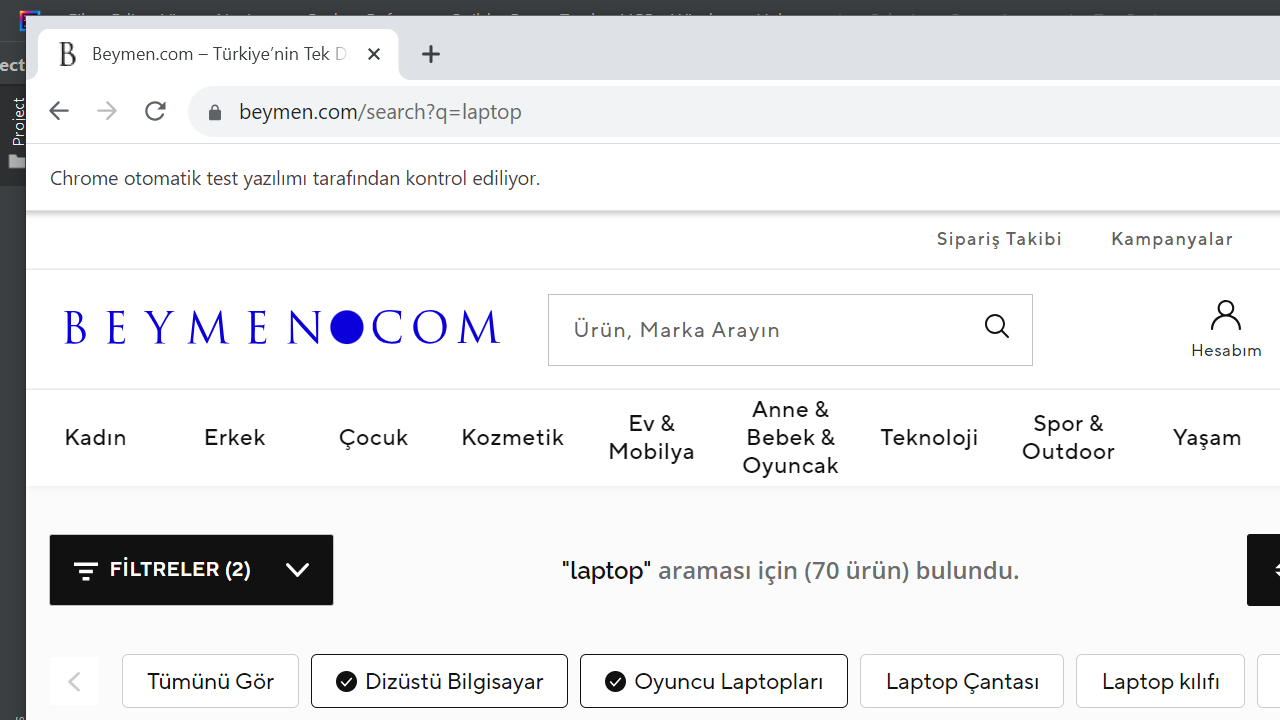 Beymen.com – Türkiye’nin Tek D
ect
beymen.com/search?q=laptop
Project
Chrome otomatik test yazılımı tarafından kontrol ediliyor.
Sipariş Takibi Kampanyalar
BEYMEN COM
Ürün, Marka Arayın
Hesabım
Kadın Erkek Çocuk Kozmetik Ev & Mobilya Anne & Bebek & Oyuncak Teknoloji Spor & Outdoor Yaşam
FİLTRELER (2)
"laptop" araması için (70 ürün) bulundu.
Tümünü Gör Dizüstü Bilgisayar Oyuncu Laptopları Laptop Çantası Laptop kılıfı